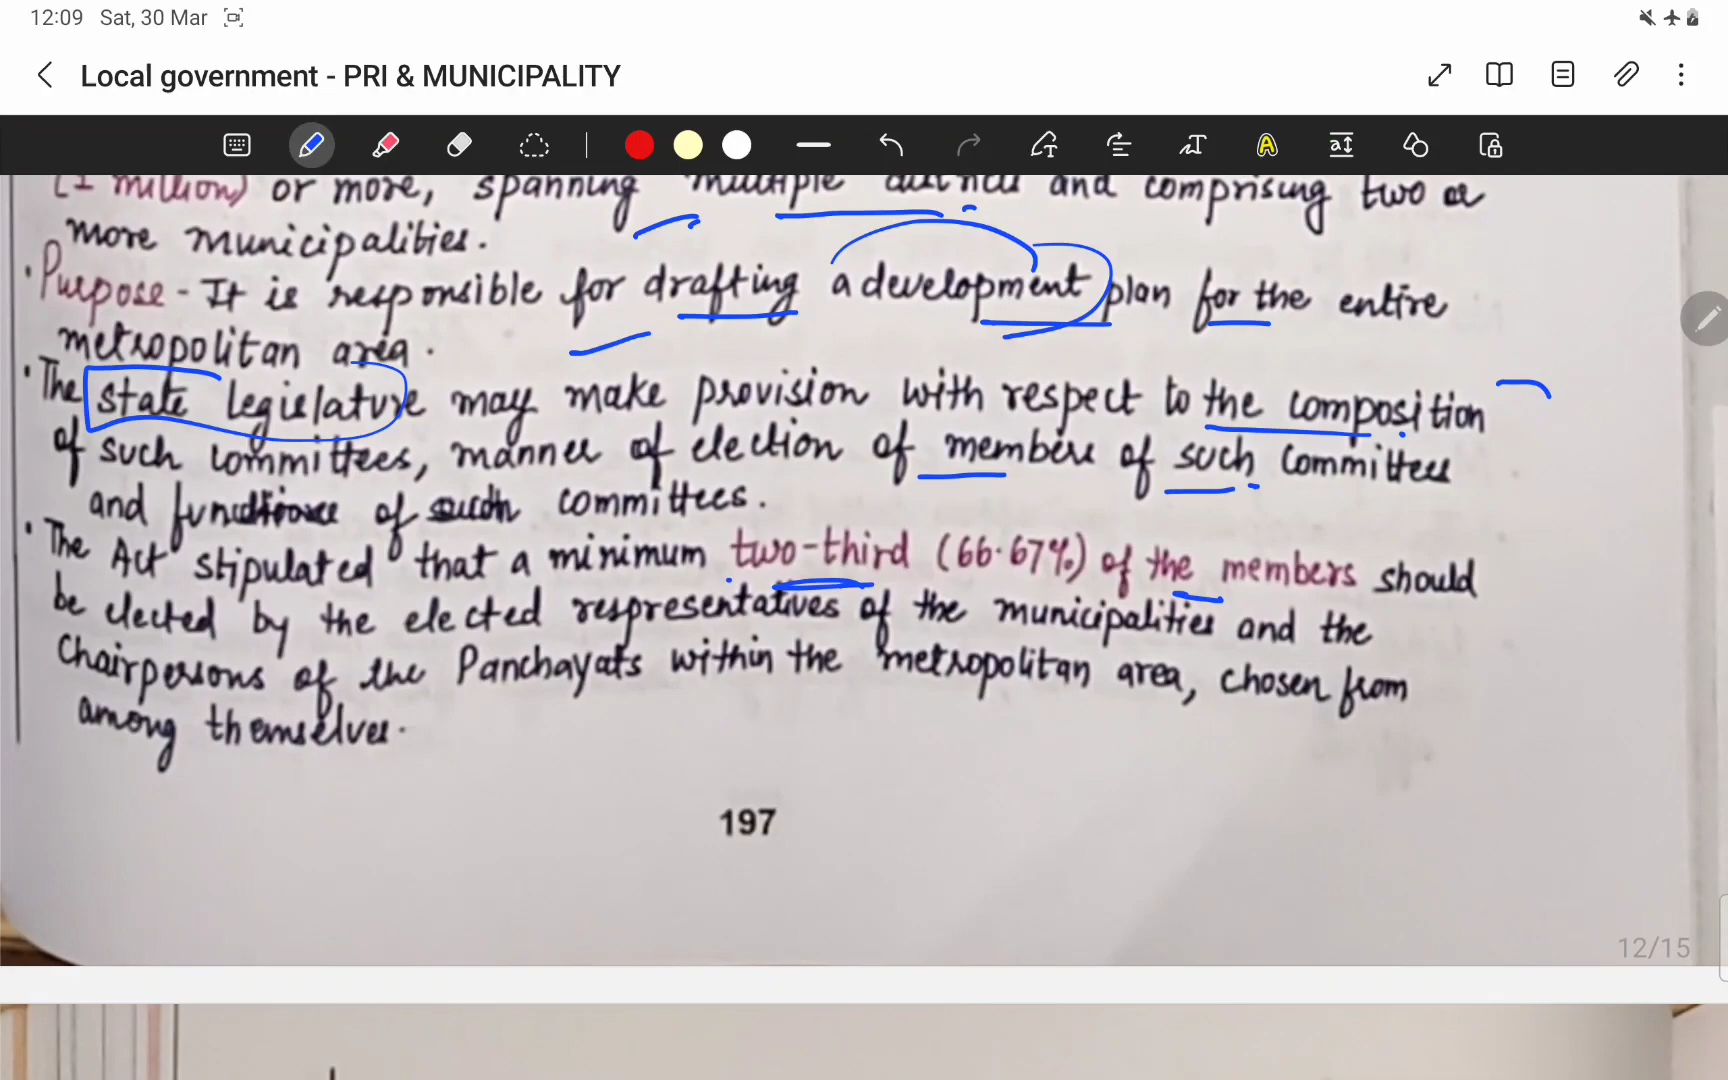 12:09 Sat, 30 Mar
Local government - PRI & MUNICIPALITY
(1 million) or more, spanning multiple districts and comprising two or
more municipalities.
· Purpose - It is responsible for drafting a development plan for the entire
metropolitan area.
· The state legislature may make provision with respect to the composition
of such committees, manner of election of members of such committees
and functions of such committees.
· The Act stipulated that a minimum two-third (66.67%) of the members should
be elected by the elected respresentatives of the municipalities and the
Chairpersons of the Panchayats within the metropolitan area, chosen from
among themselves.
197
12/15